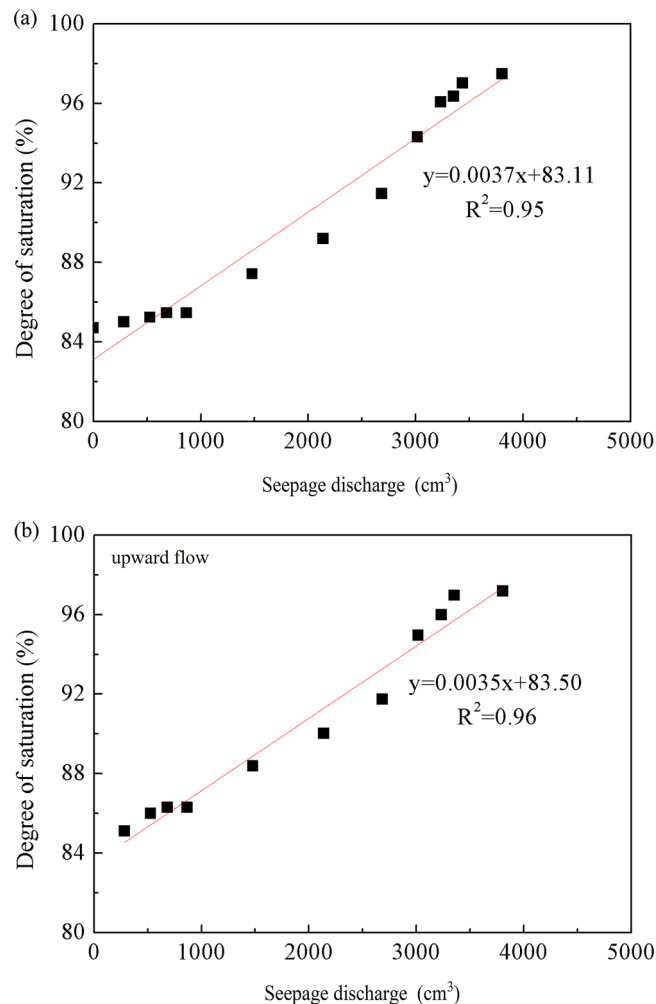 (a)
100
96
92
88
84
80
Degree of saturation (%)
y=0.0037x+83.11
R²=0.95
0 1000 2000 3000 4000 5000
Seepage discharge (cm³)
(b)
100
96
92
88
84
80
Degree of saturation (%)
upward flow
y=0.0035x+83.50
R²=0.96
0 1000 2000 3000 4000 5000
Seepage discharge (cm³)